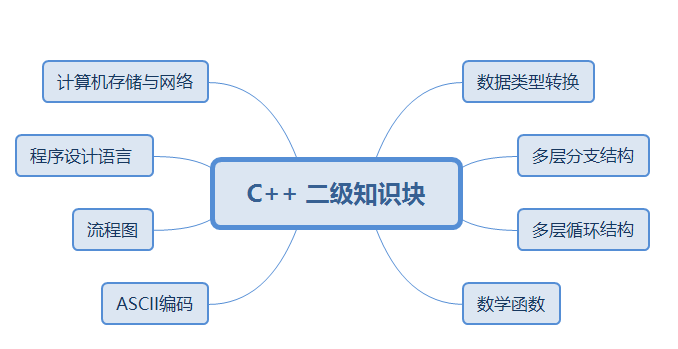 计算机存储与网络
数据类型转换
程序设计语言
多层分支结构
C++ 二级知识块
流程图
多层循环结构
ASCII编码
数学函数